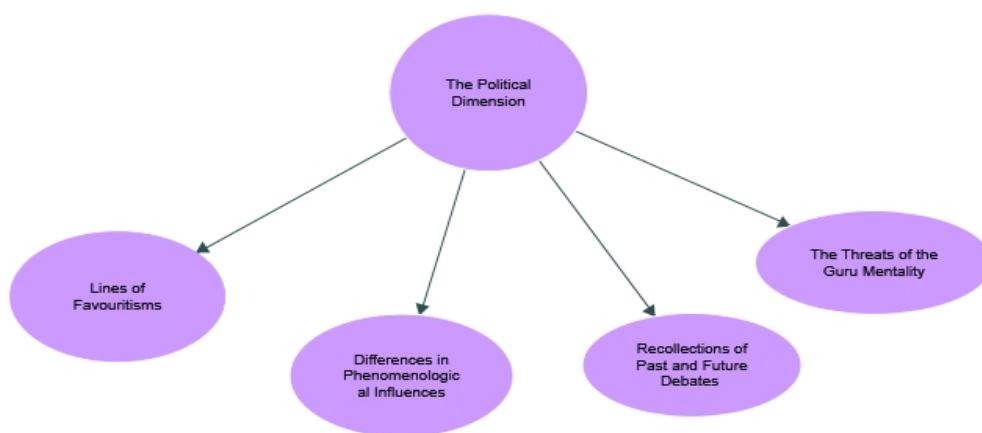 The Political
Dimension
Lines of
Favouritisms
Differences in
Phenomenologic
al Influences
Recollections of
Past and Future
Debates
The Threats of the
Guru Mentality